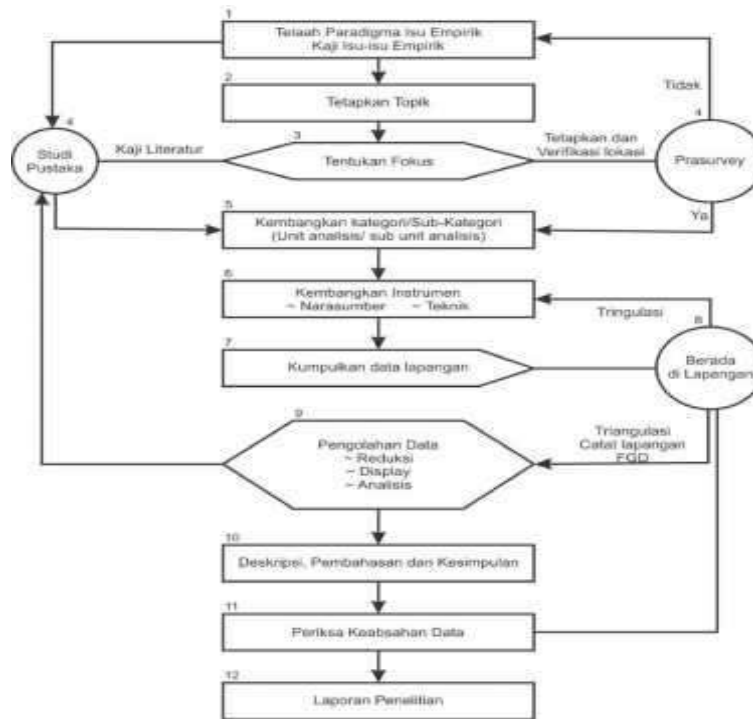 1
Telaah Paradigma Isu Empirik
Kaji Isu-isu Empirik
2
Tetapkan Topik
Tidak
4
Studi
Pustaka
Kaji Literatur
3
Tentukan Fokus
Tetapkan dan
Verifikasi lokasi
4
Prasurvey
Ya
5
Kembangkan kategori/Sub-Kategori
(Unit analisis/ sub unit analisis)
6
Kembangkan Instrumen
~ Narasumber ~ Teknik
Tringulasi
7
Kumpulkan data lapangan
8
Berada
di Lapangan
9
Pengolahan Data
~ Reduksi
~ Display
~ Analisis
Triangulasi
Catat lapangan
FGD
10
Deskripsi, Pembahasan dan Kesimpulan
11
Periksa Keabsahan Data
12
Laporan Penelitian